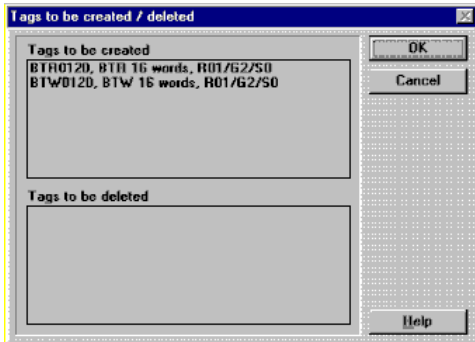 Tags to be created / deleted
Tags to be created
BTR0120, BTR 16 words, R01/G2/S0
BTW0120, BTW 16 words, R01/G2/S0
Tags to be deleted
OK
Cancel
Help